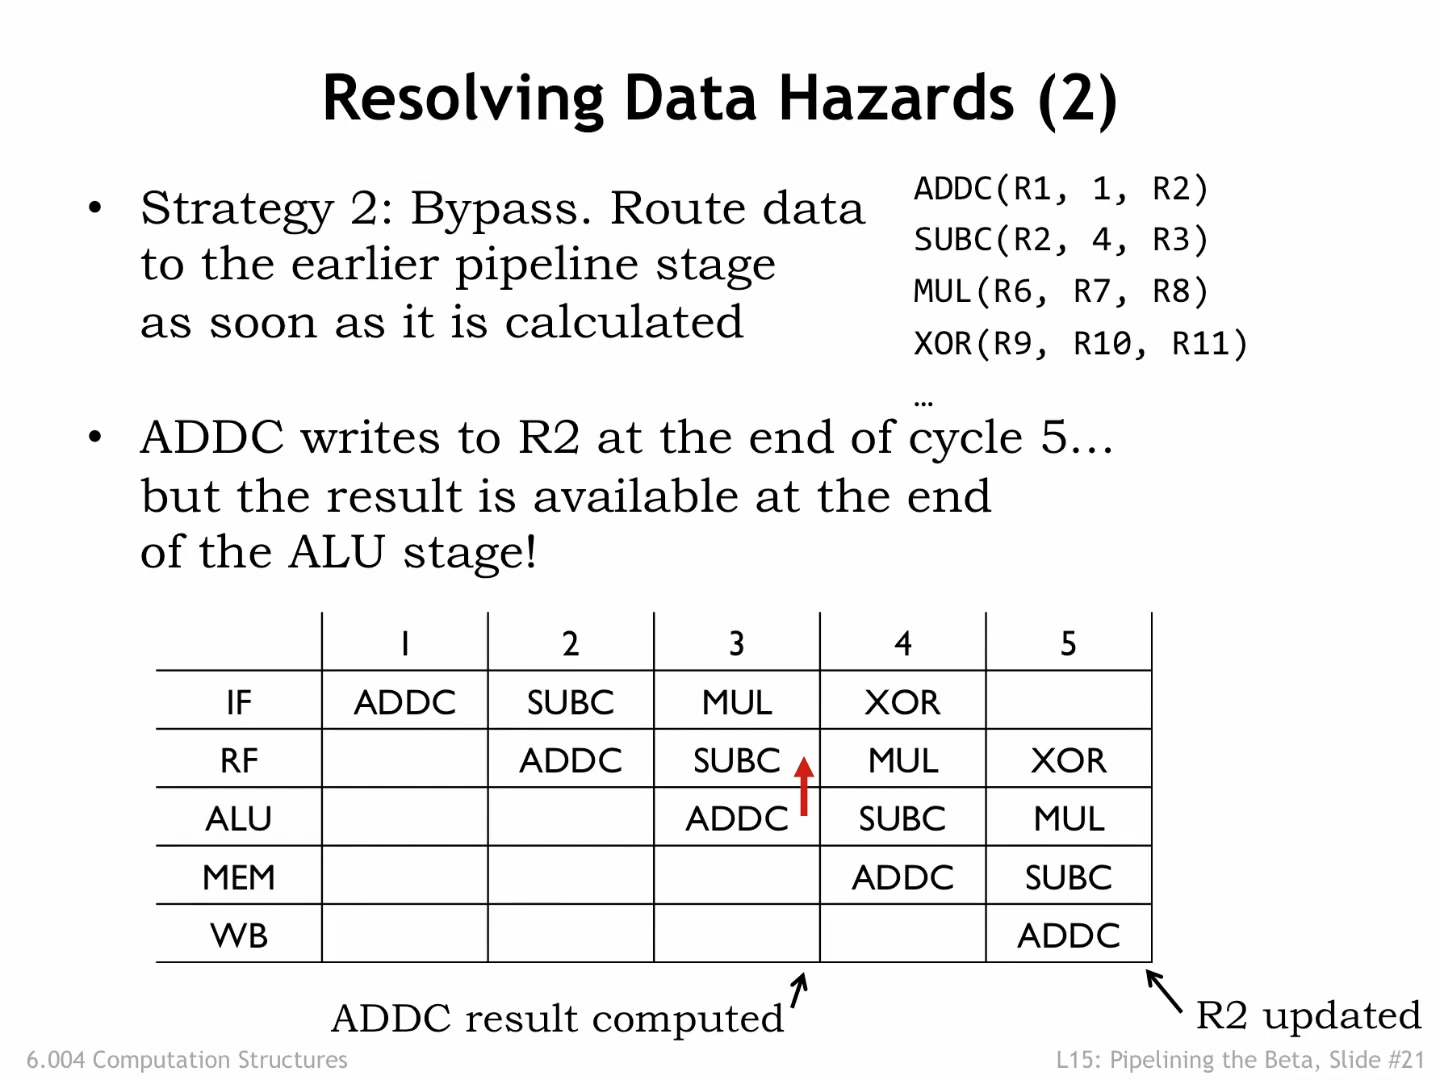 Resolving Data Hazards (2)
• Strategy 2: Bypass. Route data
to the earlier pipeline stage
as soon as it is calculated
ADDC(R1, 1, R2)
SUBC(R2, 4, R3)
MUL(R6, R7, R8)
XOR(R9, R10, R11)
…
• ADDC writes to R2 at the end of cycle 5…
but the result is available at the end
of the ALU stage!
1 2 3 4 5
IF ADDC SUBC MUL XOR
RF ADDC SUBC MUL XOR
ALU ADDC SUBC MUL
MEM ADDC SUBC
WB ADDC
ADDC result computed
R2 updated
6.004 Computation Structures
L15: Pipelining the Beta, Slide #21